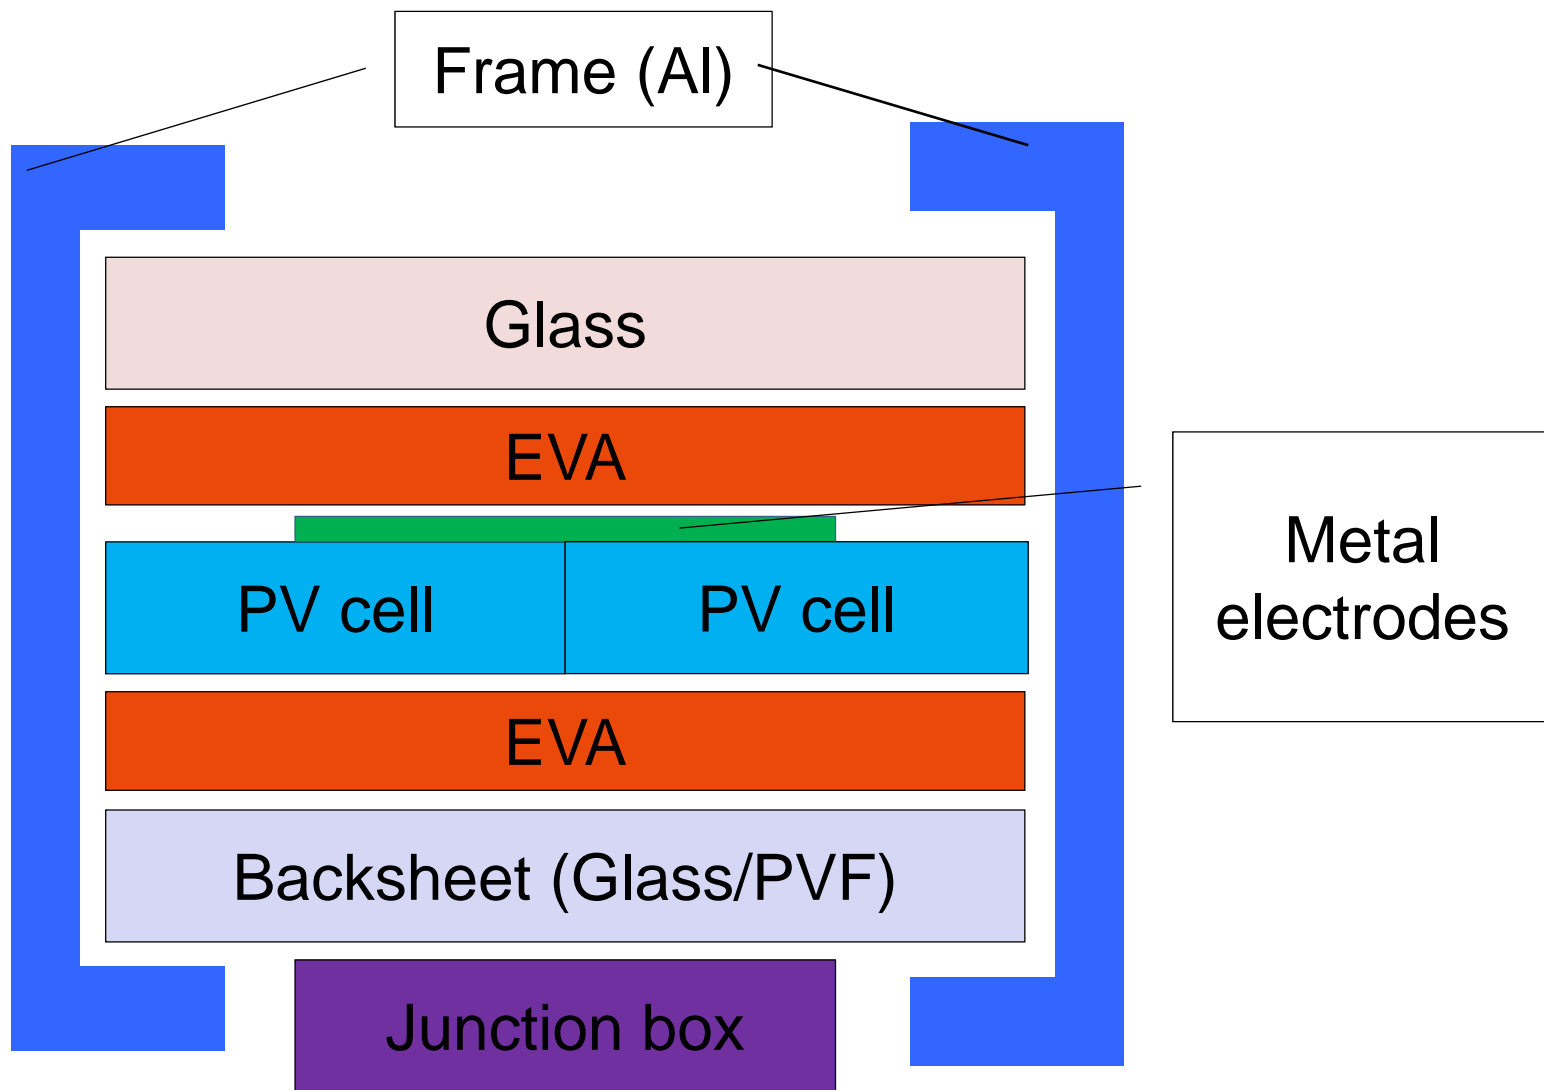 Frame (Al)
Glass
EVA
PV cell
PV cell
Metal
electrodes
EVA
Backsheet (Glass/PVF)
Junction box